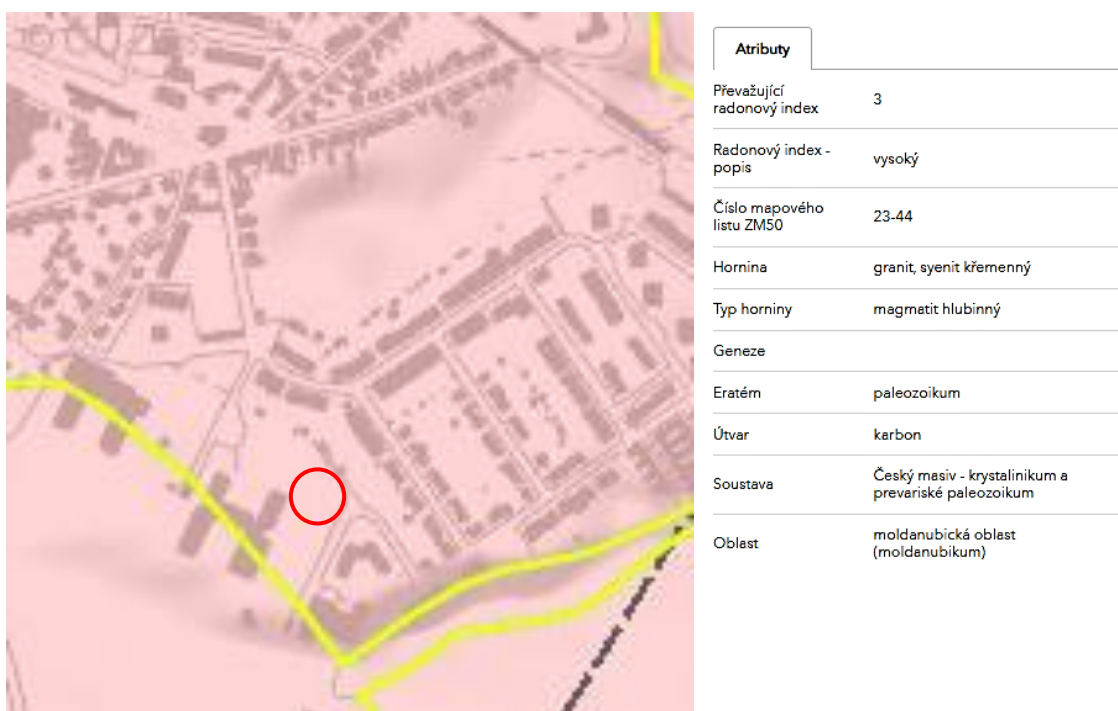 Atributy
Převažující
radonový index
3
Radonový index -
popis
vysoký
Číslo mapového
listu ZM50
23-44
Hornina
granit, syenit křemenný
Typ horniny
magmatit hlubinný
Geneze
Eratém
paleozoikum
Útvar
karbon
Soustava
Český masiv - krystalinikum a
prevariské paleozoikum
Oblast
moldanubická oblast
(moldanubikum)